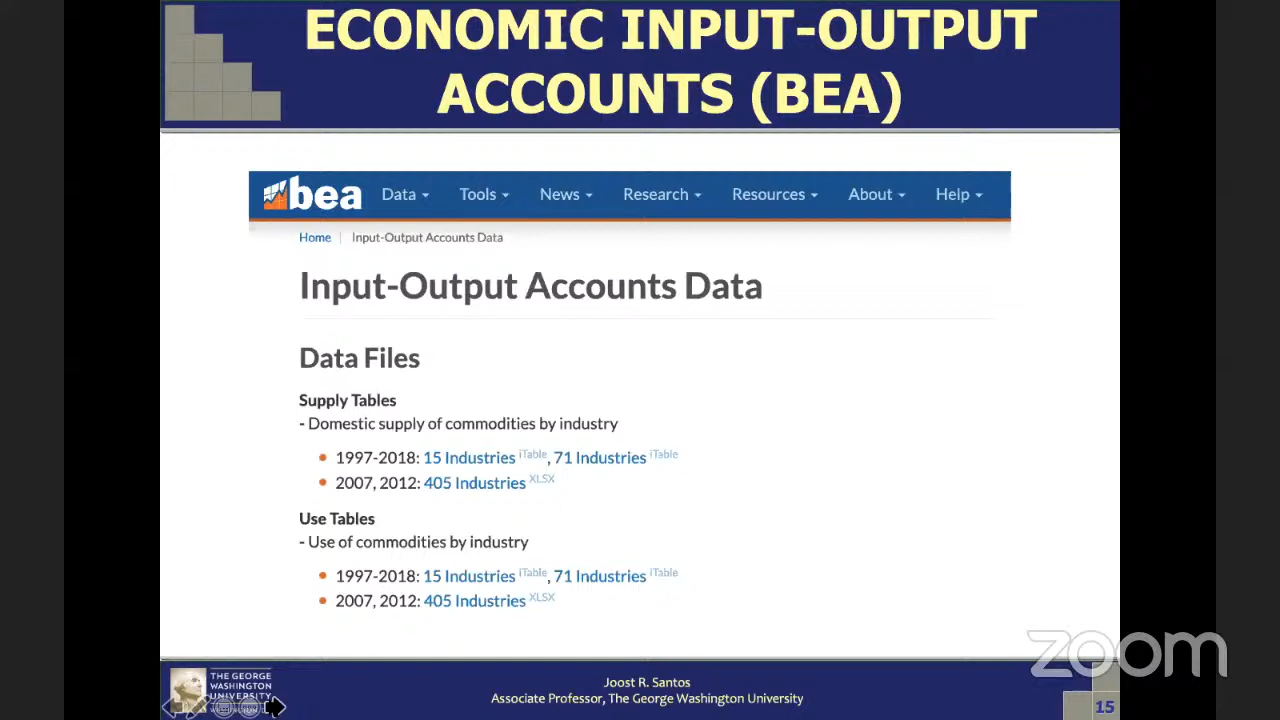 ECONOMIC INPUT-OUTPUT
ACCOUNTS (BEA)
bea Data Tools News Research Resources About Help
Home | Input-Output Accounts Data
Input-Output Accounts Data
Data Files
Supply Tables
- Domestic supply of commodities by industry
• 1997-2018: 15 Industries iTable, 71 Industries iTable
• 2007, 2012: 405 Industries XLSX
Use Tables
- Use of commodities by industry
• 1997-2018: 15 Industries iTable, 71 Industries iTable
• 2007, 2012: 405 Industries XLSX
zoom
THE GEORGE
WASHINGTON
UNIVERSITY
Joost R. Santos
Associate Professor, The George Washington University
15